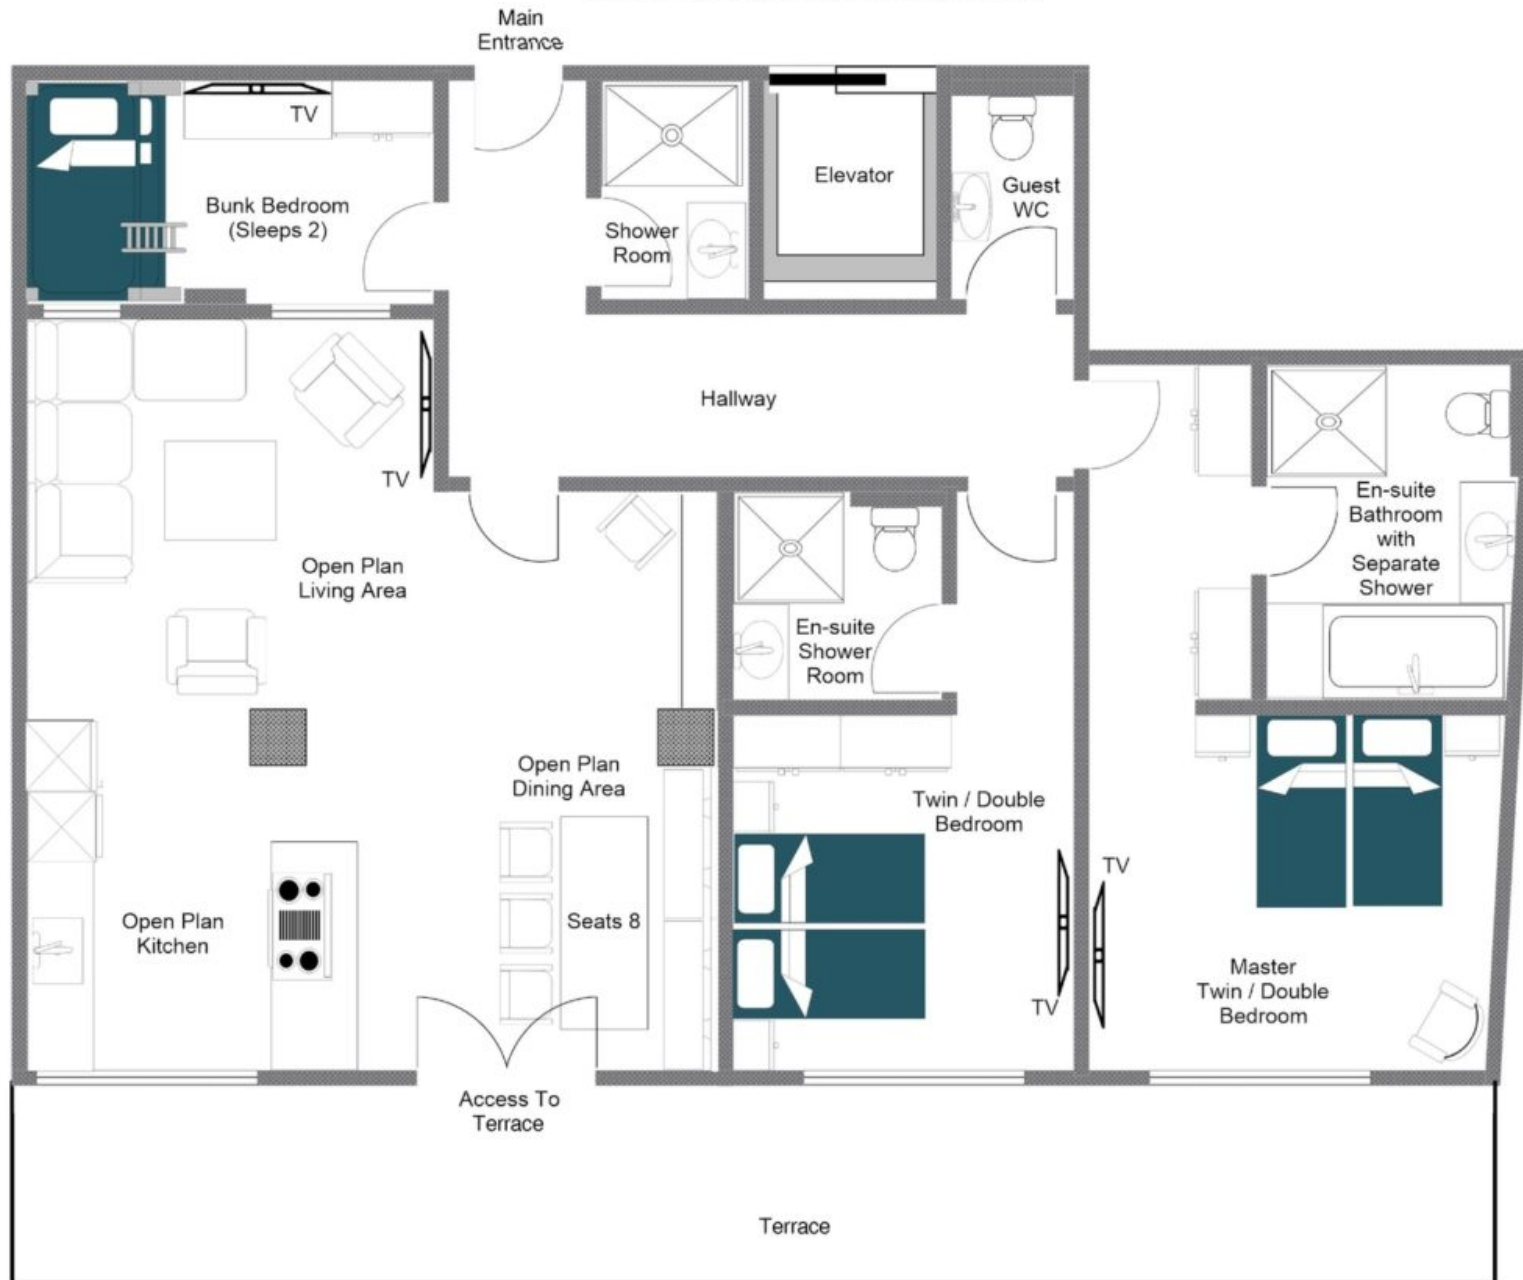 Main
Entrance
TV
Bunk Bedroom
(Sleeps 2)
Shower
Room
Elevator
Guest
WC
Hallway
TV
Open Plan
Living Area
En-suite
Bathroom
with
Separate
Shower
En-suite
Shower
Room
Open Plan
Dining Area
Twin / Double
Bedroom
TV
Open Plan
Kitchen
Seats 8
TV
Master
Twin / Double
Bedroom
Access To
Terrace
Terrace